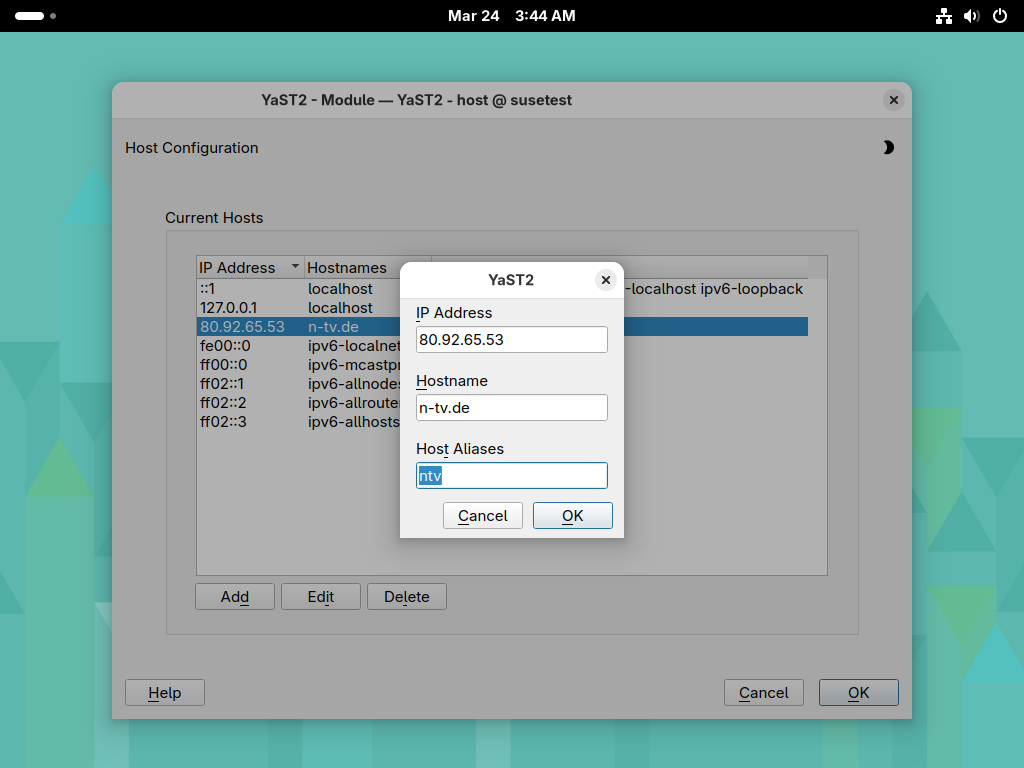 Mar 24 3:44 AM
YaST2 - Module — YaST2 - host @ susetest
Host Configuration
Current Hosts
IP Address Hostnames
::1 localhost -localhost ipv6-loopback
127.0.0.1 localhost
80.92.65.53 n-tv.de
fe00::0 ipv6-localnet
ff00::0 ipv6-mcastpr
ff02::1 ipv6-allnodes
ff02::2 ipv6-allroute
ff02::3 ipv6-allhosts
YaST2
IP Address
80.92.65.53
Hostname
n-tv.de
Host Aliases
ntv
Cancel OK
Add Edit Delete
Help Cancel OK